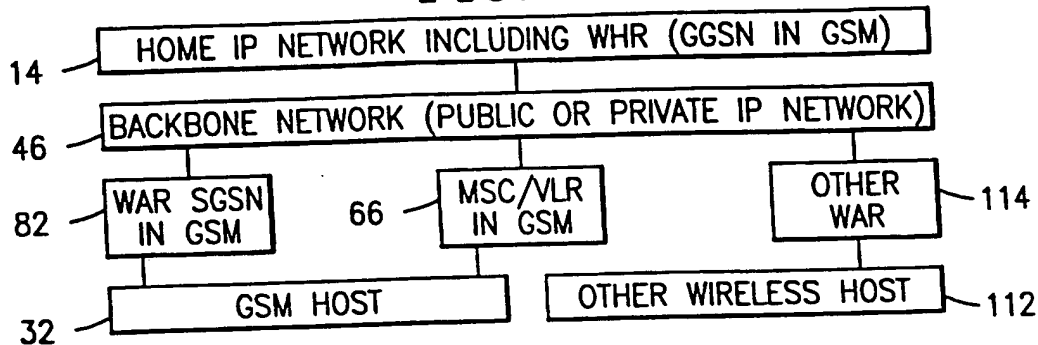 HOME IP NETWORK INCLUDING WHR (GGSN IN GSM)
14
BACKBONE NETWORK (PUBLIC OR PRIVATE IP NETWORK)
46
WAR SGSN
IN GSM
82
MSC/VLR
IN GSM
66
OTHER
WAR
114
GSM HOST
32
OTHER WIRELESS HOST
112